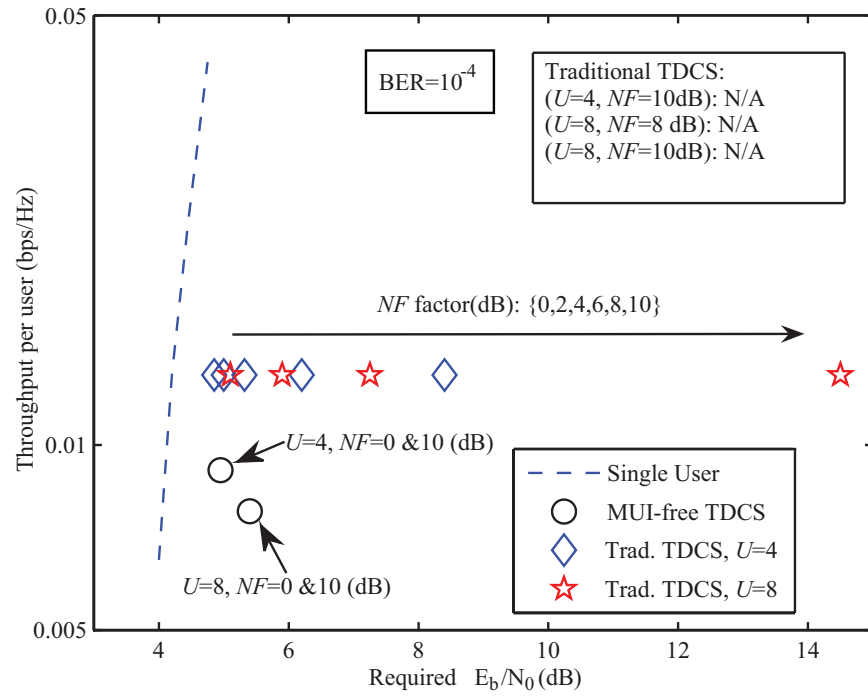 0.05
BER=10^-4
Traditional TDCS:
(U=4, NF=10dB): N/A
(U=8, NF=8 dB): N/A
(U=8, NF=10dB): N/A
Throughput per user (bps/Hz)
NF factor(dB): {0,2,4,6,8,10}
0.01
U=4, NF=0 &10 (dB)
U=8, NF=0 &10 (dB)
Single User
MUI-free TDCS
Trad. TDCS, U=4
Trad. TDCS, U=8
0.005
4 6 8 10 12 14
Required E_b/N_0 (dB)